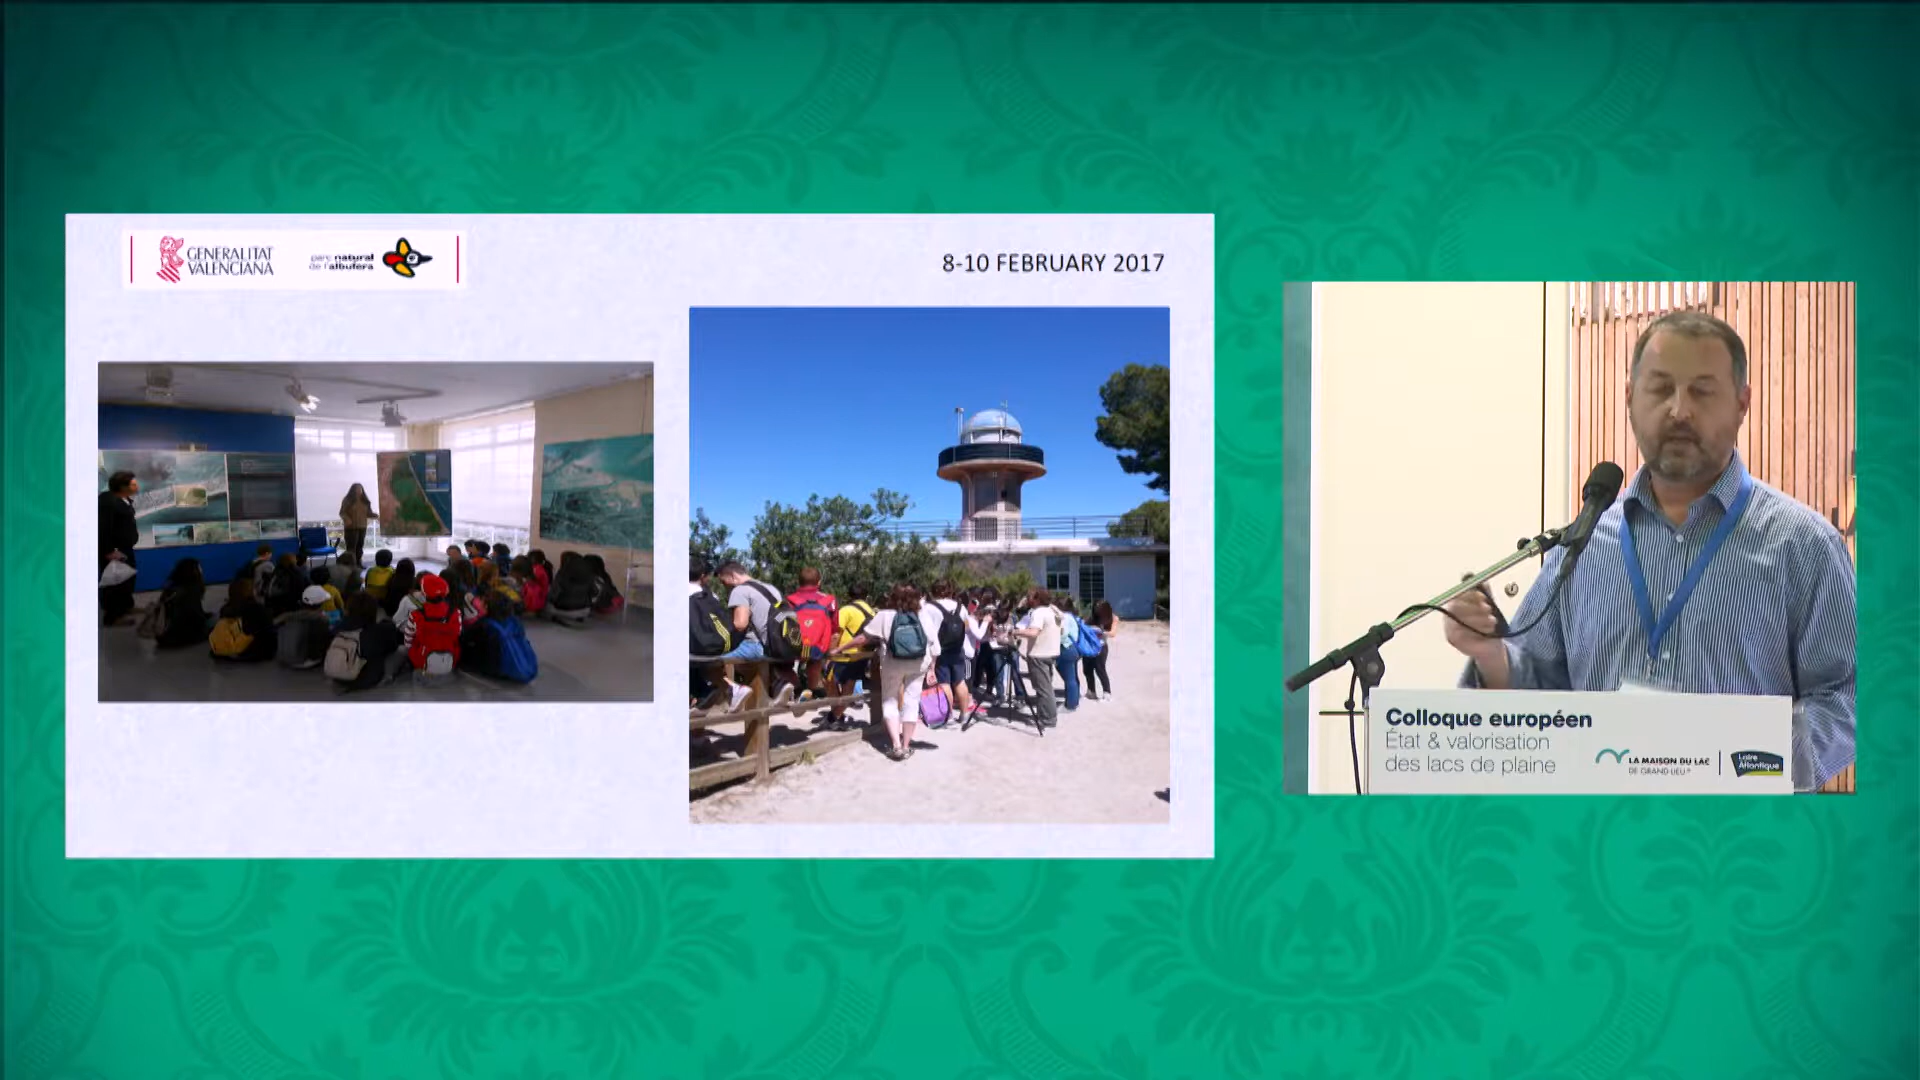 GENERALITAT
VALENCIANA
parc natural
de l'albufera
8-10 FEBRUARY 2017
Colloque européen
État & valorisation
des lacs de plaine
LA MAISON DU LAC
DE GRAND-LIEU
Loire
Atlantique